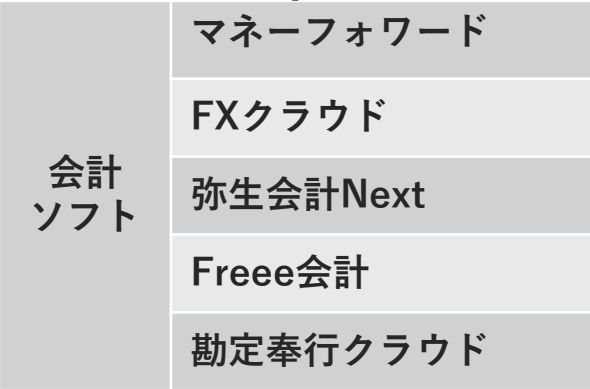 会計
ソフト
マネーフォワード
FXクラウド
弥生会計Next
Freee会計
勘定奉行クラウド